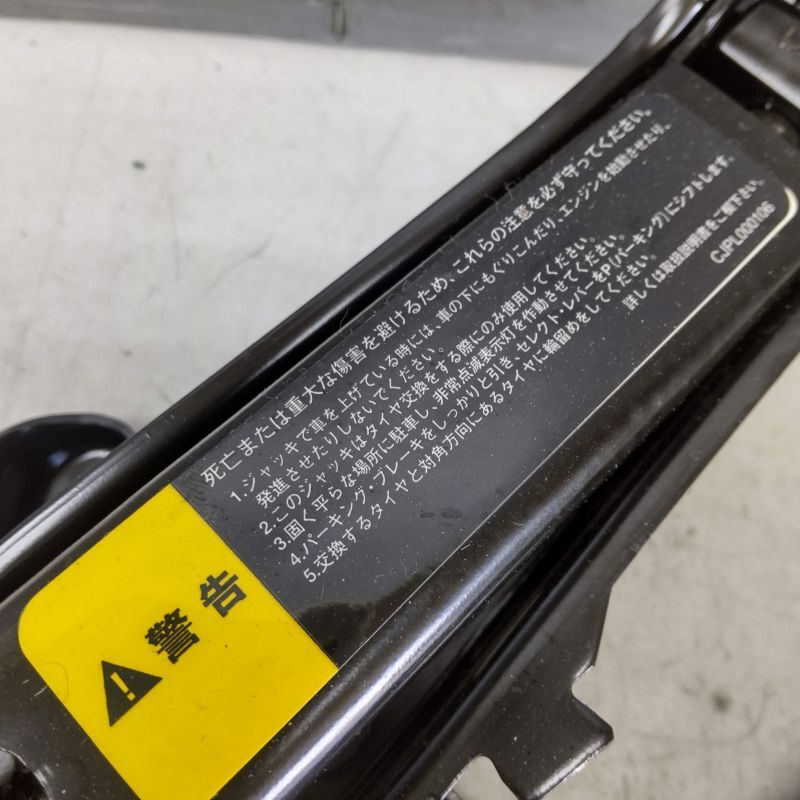 警告
死亡または重大な傷害を避けるため、これらの注意を必ず守ってください。
1.ジャッキで車を上げている時には、車の下にもぐりこんだり、エンジンを始動させたり、
発進させたりしないでください。
2.このジャッキはタイヤ交換をする際にのみ使用してください。
3.固く平らな場所に駐車し、非常点滅表示灯を作動させてください。
4.パーキング・ブレーキをしっかりと引き、セレクト・レバーをP(パーキング)にシフトします。
5.交換するタイヤと対角方向にあるタイヤに輪留めをしてください。
詳しくは取扱説明書をご覧下さい。
CJPL000106